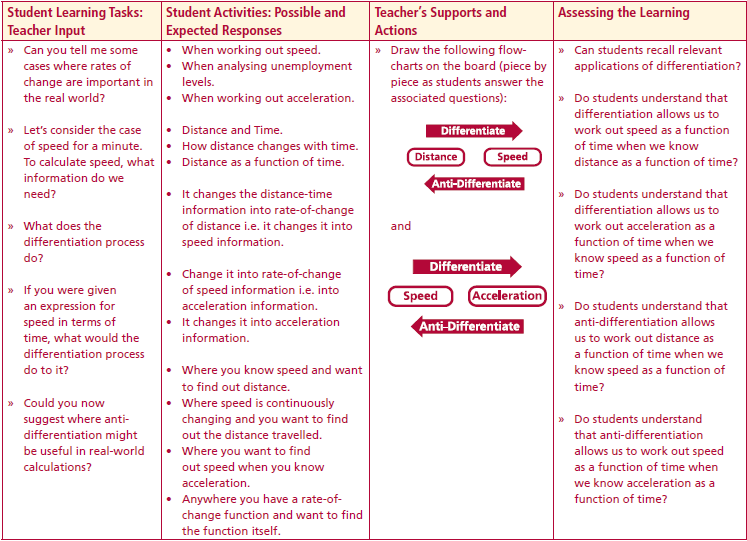 Student Learning Tasks:
Teacher Input
Student Activities: Possible and
Expected Responses
Teacher's Supports and
Actions
Assessing the Learning
» Can you tell me some
cases where rates of
change are important in
the real world?
» Let's consider the case
of speed for a minute.
To calculate speed, what
information do we
need?
» What does the
differentiation process
do?
» If you were given
an expression for
speed in terms of
time, what would the
differentiation process
do to it?
» Could you now
suggest where anti-
differentiation might
be useful in real-world
calculations?
• When working out speed.
• When analysing unemployment
levels.
• When working out acceleration.
• Distance and Time.
• How distance changes with time.
• Distance as a function of time.
• It changes the distance-time
information into rate-of-change
of distance i.e. it changes it into
speed information.
• Change it into rate-of-change
of speed information i.e. into
acceleration information.
• It changes it into acceleration
information.
• Where you know speed and want
to find out distance.
• Where speed is continuously
changing and you want to find
out the distance travelled.
• Where you want to find
out speed when you know
acceleration.
• Anywhere you have a rate-of-
change function and want to find
the function itself.
» Draw the following flow-
charts on the board (piece by
piece as students answer the
associated questions):
Differentiate
Distance Speed
Anti-Differentiate
and
Differentiate
Speed Acceleration
Anti-Differentiate
» Can students recall relevant
applications of differentiation?
» Do students understand that
differentiation allows us to
work out speed as a function
of time when we know
distance as a function of time?
» Do students understand that
differentiation allows us to
work out acceleration as a
function of time when we
know speed as a function of
time?
» Do students understand that
anti-differentiation allows
us to work out distance as
a function of time when we
know speed as a function of
time?
» Do students understand
that anti-differentiation
allows us to work out speed
as a function of time when
we know acceleration as a
function of time?